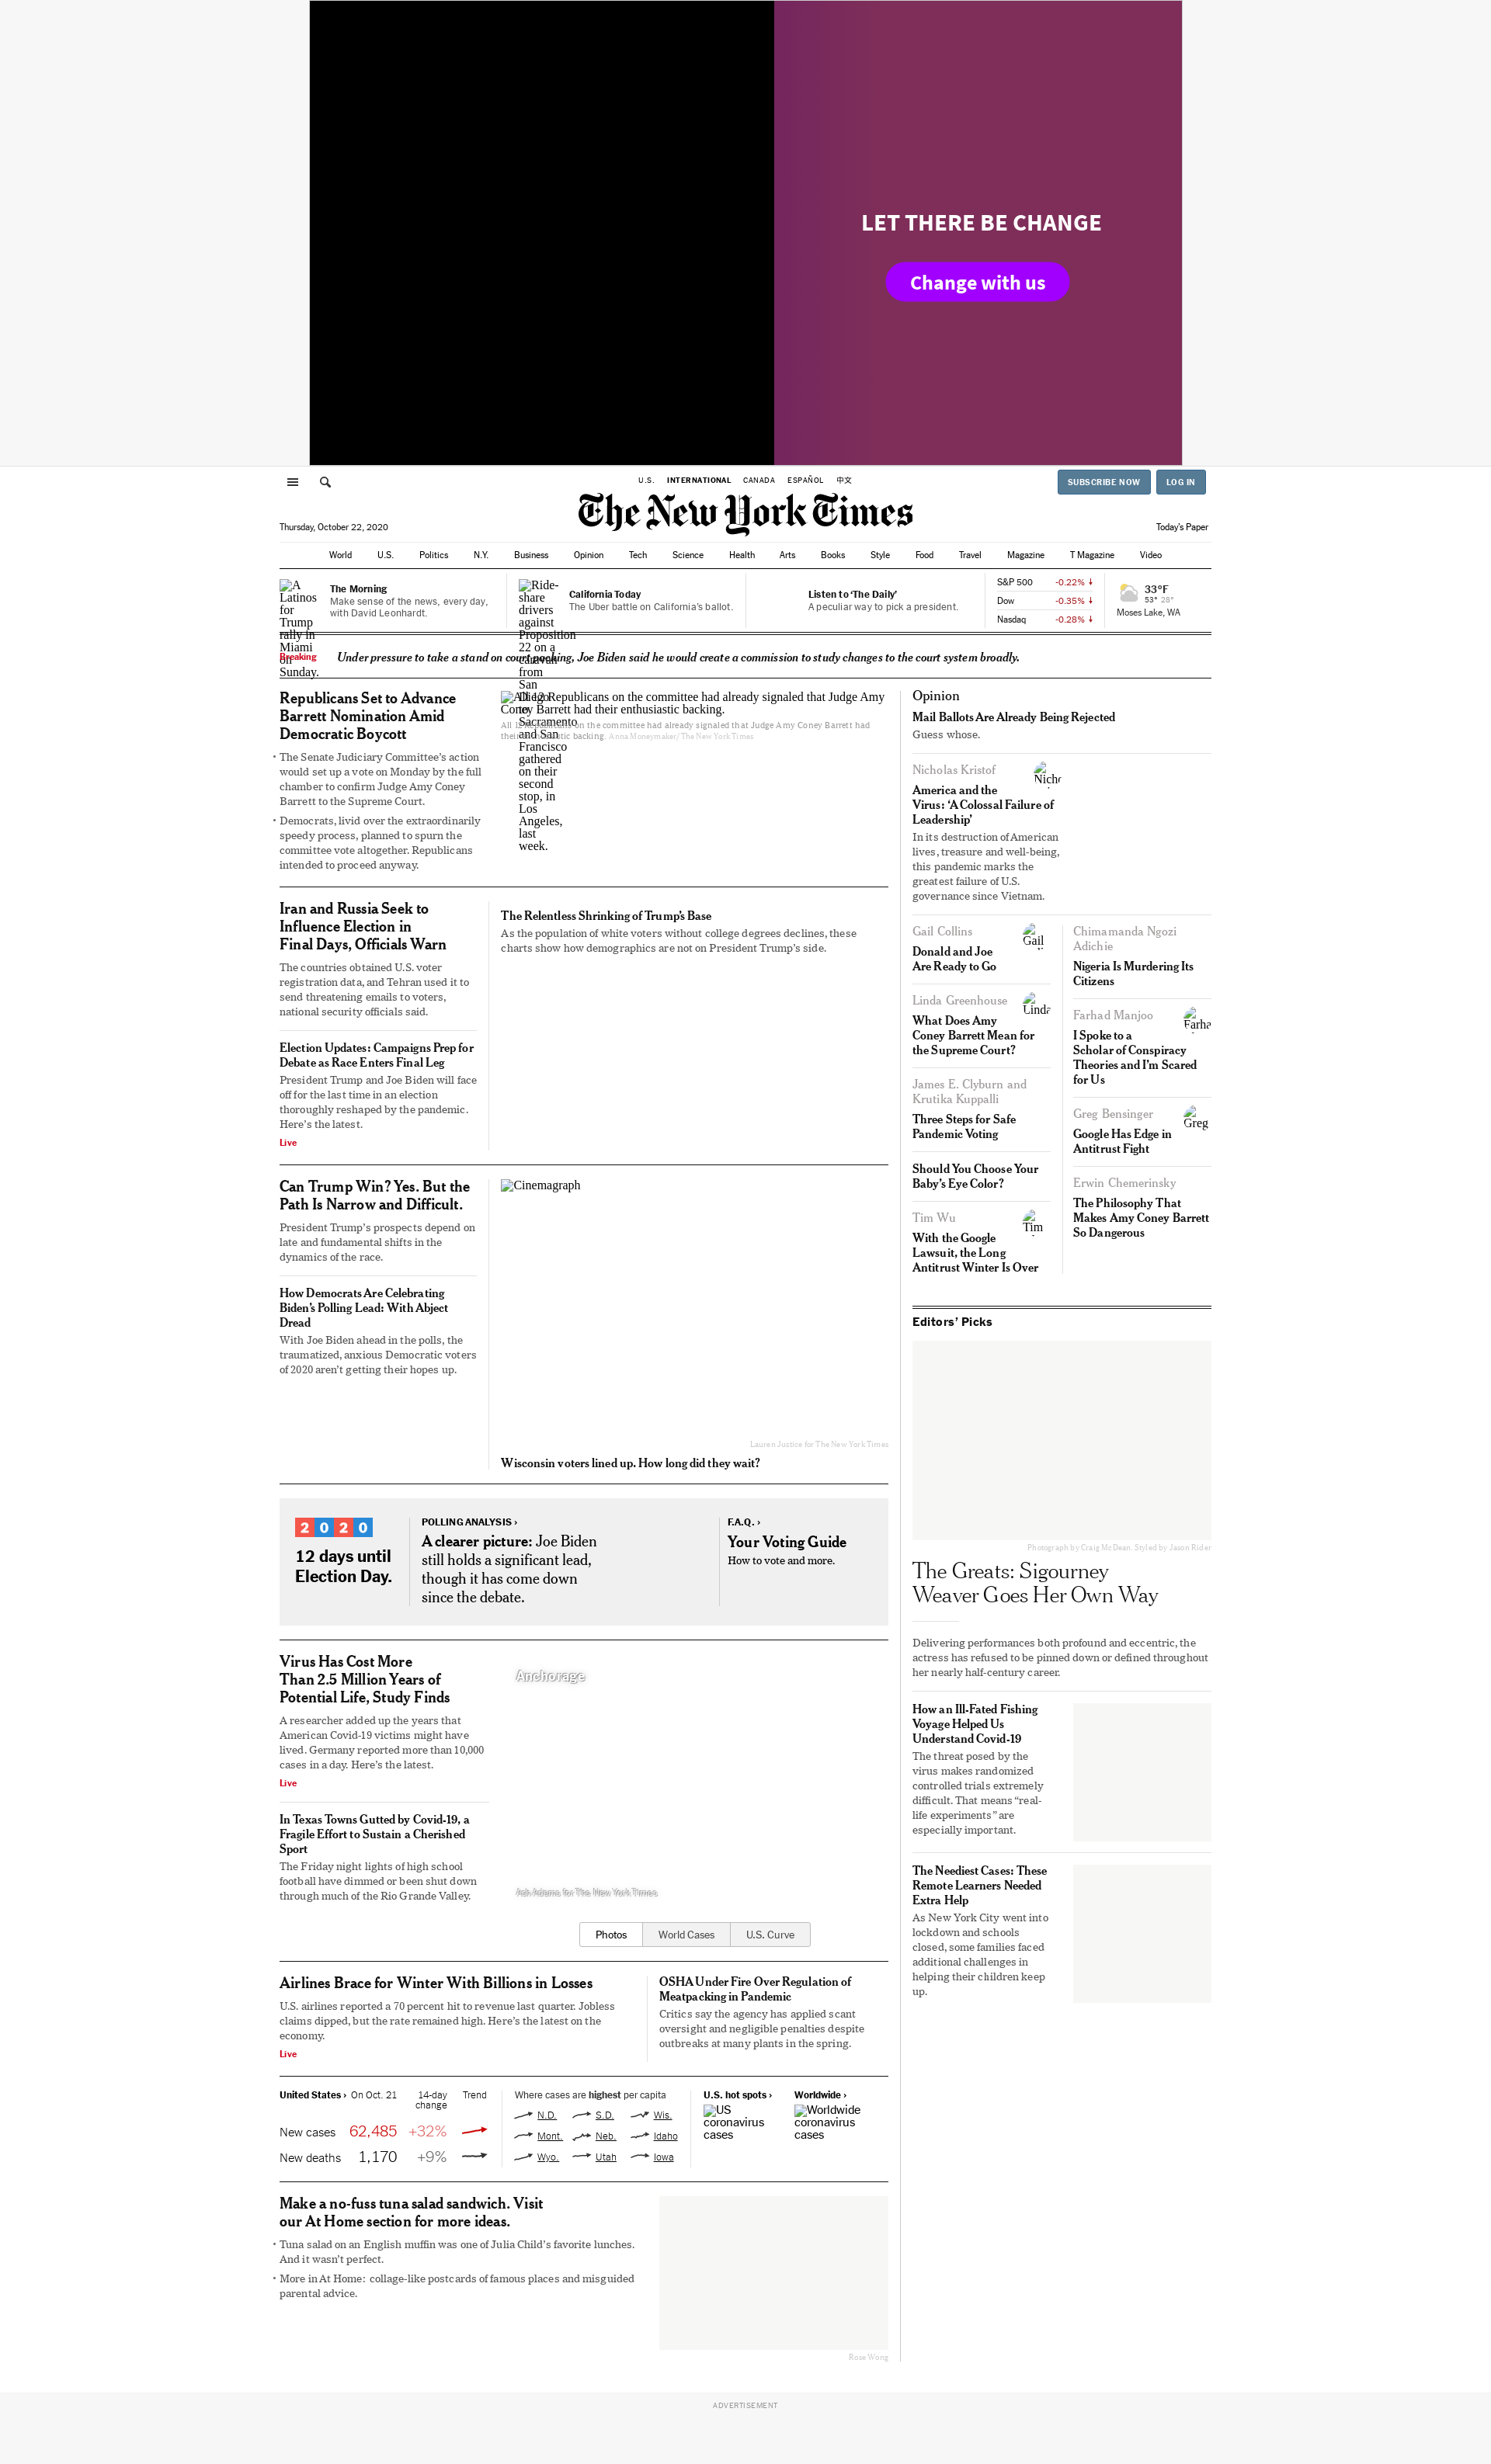 LET THERE BE CHANGE
Change with us
U.S.
INTERNATIONAL
CANADA
ESPAÑOL
中文
SUBSCRIBE NOW
LOG IN
The New York Times
Thursday, October 22, 2020
Today's Paper
World
U.S.
Politics
N.Y.
Business
Opinion
Tech
Science
Health
Arts
Books
Style
Food
Travel
Magazine
T Magazine
Video
A
Latinos
for
Trump
rally in
Miami
on
Sunday.
The Morning
Make sense of the news, every day,
with David Leonhardt.
Ride-
share
drivers
against
Proposition
22 on a
caravan
from
San
Diego
to
Sacramento
and San
Francisco
gathered
on their
second
stop, in
Los
Angeles,
last
week.
California Today
The Uber battle on California's ballot.
Listen to ‘The Daily’
A peculiar way to pick a president.
S&P 500 -0.22%
Dow -0.35%
Nasdaq -0.28%
33°F
53° 28°
Moses Lake, WA
Breaking
Under pressure to take a stand on court packing, Joe Biden said he would create a commission to study changes to the court system broadly.
Republicans Set to Advance
Barrett Nomination Amid
Democratic Boycott
• The Senate Judiciary Committee’s action
would set up a vote on Monday by the full
chamber to confirm Judge Amy Coney
Barrett to the Supreme Court.
• Democrats, livid over the extraordinarily
speedy process, planned to spurn the
committee vote altogether. Republicans
intended to proceed anyway.
All 12 Republicans on the committee had already signaled that Judge Amy
Coney Barrett had their enthusiastic backing.
All 12 Republicans on the committee had already signaled that Judge Amy Coney Barrett had
their enthusiastic backing. Anna Moneymaker/The New York Times
Iran and Russia Seek to
Influence Election in
Final Days, Officials Warn
The countries obtained U.S. voter
registration data, and Tehran used it to
send threatening emails to voters,
national security officials said.
Election Updates: Campaigns Prep for
Debate as Race Enters Final Leg
President Trump and Joe Biden will face
off for the last time in an election
thoroughly reshaped by the pandemic.
Here’s the latest.
Live
The Relentless Shrinking of Trump’s Base
As the population of white voters without college degrees declines, these
charts show how demographics are not on President Trump’s side.
Can Trump Win? Yes. But the
Path Is Narrow and Difficult.
President Trump’s prospects depend on
late and fundamental shifts in the
dynamics of the race.
How Democrats Are Celebrating
Biden’s Polling Lead: With Abject
Dread
With Joe Biden ahead in the polls, the
traumatized, anxious Democratic voters
of 2020 aren’t getting their hopes up.
Cinemagraph
Lauren Justice for The New York Times
Wisconsin voters lined up. How long did they wait?
2020
12 days until
Election Day.
POLLING ANALYSIS ›
A clearer picture: Joe Biden
still holds a significant lead,
though it has come down
since the debate.
F.A.Q. ›
Your Voting Guide
How to vote and more.
Virus Has Cost More
Than 2.5 Million Years of
Potential Life, Study Finds
A researcher added up the years that
American Covid-19 victims might have
lived. Germany reported more than 10,000
cases in a day. Here’s the latest.
Live
In Texas Towns Gutted by Covid-19, a
Fragile Effort to Sustain a Cherished
Sport
The Friday night lights of high school
football have dimmed or been shut down
through much of the Rio Grande Valley.
Anchorage
Ash Adams for The New York Times
Photos
World Cases
U.S. Curve
Airlines Brace for Winter With Billions in Losses
U.S. airlines reported a 70 percent hit to revenue last quarter. Jobless
claims dipped, but the rate remained high. Here’s the latest on the
economy.
Live
OSHA Under Fire Over Regulation of
Meatpacking in Pandemic
Critics say the agency has applied scant
oversight and negligible penalties despite
outbreaks at many plants in the spring.
United States › On Oct. 21 14-day Trend
change
New cases 62,485 +32%
New deaths 1,170 +9%
Where cases are highest per capita
N.D. S.D. Wis.
Mont. Neb. Idaho
Wyo. Utah Iowa
U.S. hot spots ›
US
coronavirus
cases
Worldwide ›
Worldwide
coronavirus
cases
Make a no-fuss tuna salad sandwich. Visit
our At Home section for more ideas.
• Tuna salad on an English muffin was one of Julia Child’s favorite lunches.
And it wasn’t perfect.
• More in At Home: collage-like postcards of famous places and misguided
parental advice.
Rose Wong
Opinion
Mail Ballots Are Already Being Rejected
Guess whose.
Nicholas Kristof
America and the
Virus: ‘A Colossal Failure of
Leadership’
In its destruction of American
lives, treasure and well-being,
this pandemic marks the
greatest failure of U.S.
governance since Vietnam.
Gail Collins
Gail
Donald and Joe
Are Ready to Go
Linda Greenhouse
Linda
What Does Amy
Coney Barrett Mean for
the Supreme Court?
James E. Clyburn and
Krutika Kuppalli
Three Steps for Safe
Pandemic Voting
Should You Choose Your
Baby’s Eye Color?
Tim Wu
Tim
With the Google
Lawsuit, the Long
Antitrust Winter Is Over
Chimamanda Ngozi
Adichie
Nigeria Is Murdering Its
Citizens
Farhad Manjoo
I Spoke to a
Scholar of Conspiracy
Theories and I’m Scared
for Us
Greg Bensinger
Greg
Google Has Edge in
Antitrust Fight
Erwin Chemerinsky
The Philosophy That
Makes Amy Coney Barrett
So Dangerous
Editors’ Picks
Photograph by Craig McDean. Styled by Jason Rider
The Greats: Sigourney
Weaver Goes Her Own Way
Delivering performances both profound and eccentric, the
actress has refused to be pinned down or defined throughout
her nearly half-century career.
How an Ill-Fated Fishing
Voyage Helped Us
Understand Covid-19
The threat posed by the
virus makes randomized
controlled trials extremely
difficult. That means “real-
life experiments” are
especially important.
The Neediest Cases: These
Remote Learners Needed
Extra Help
As New York City went into
lockdown and schools
closed, some families faced
additional challenges in
helping their children keep
up.
ADVERTISEMENT